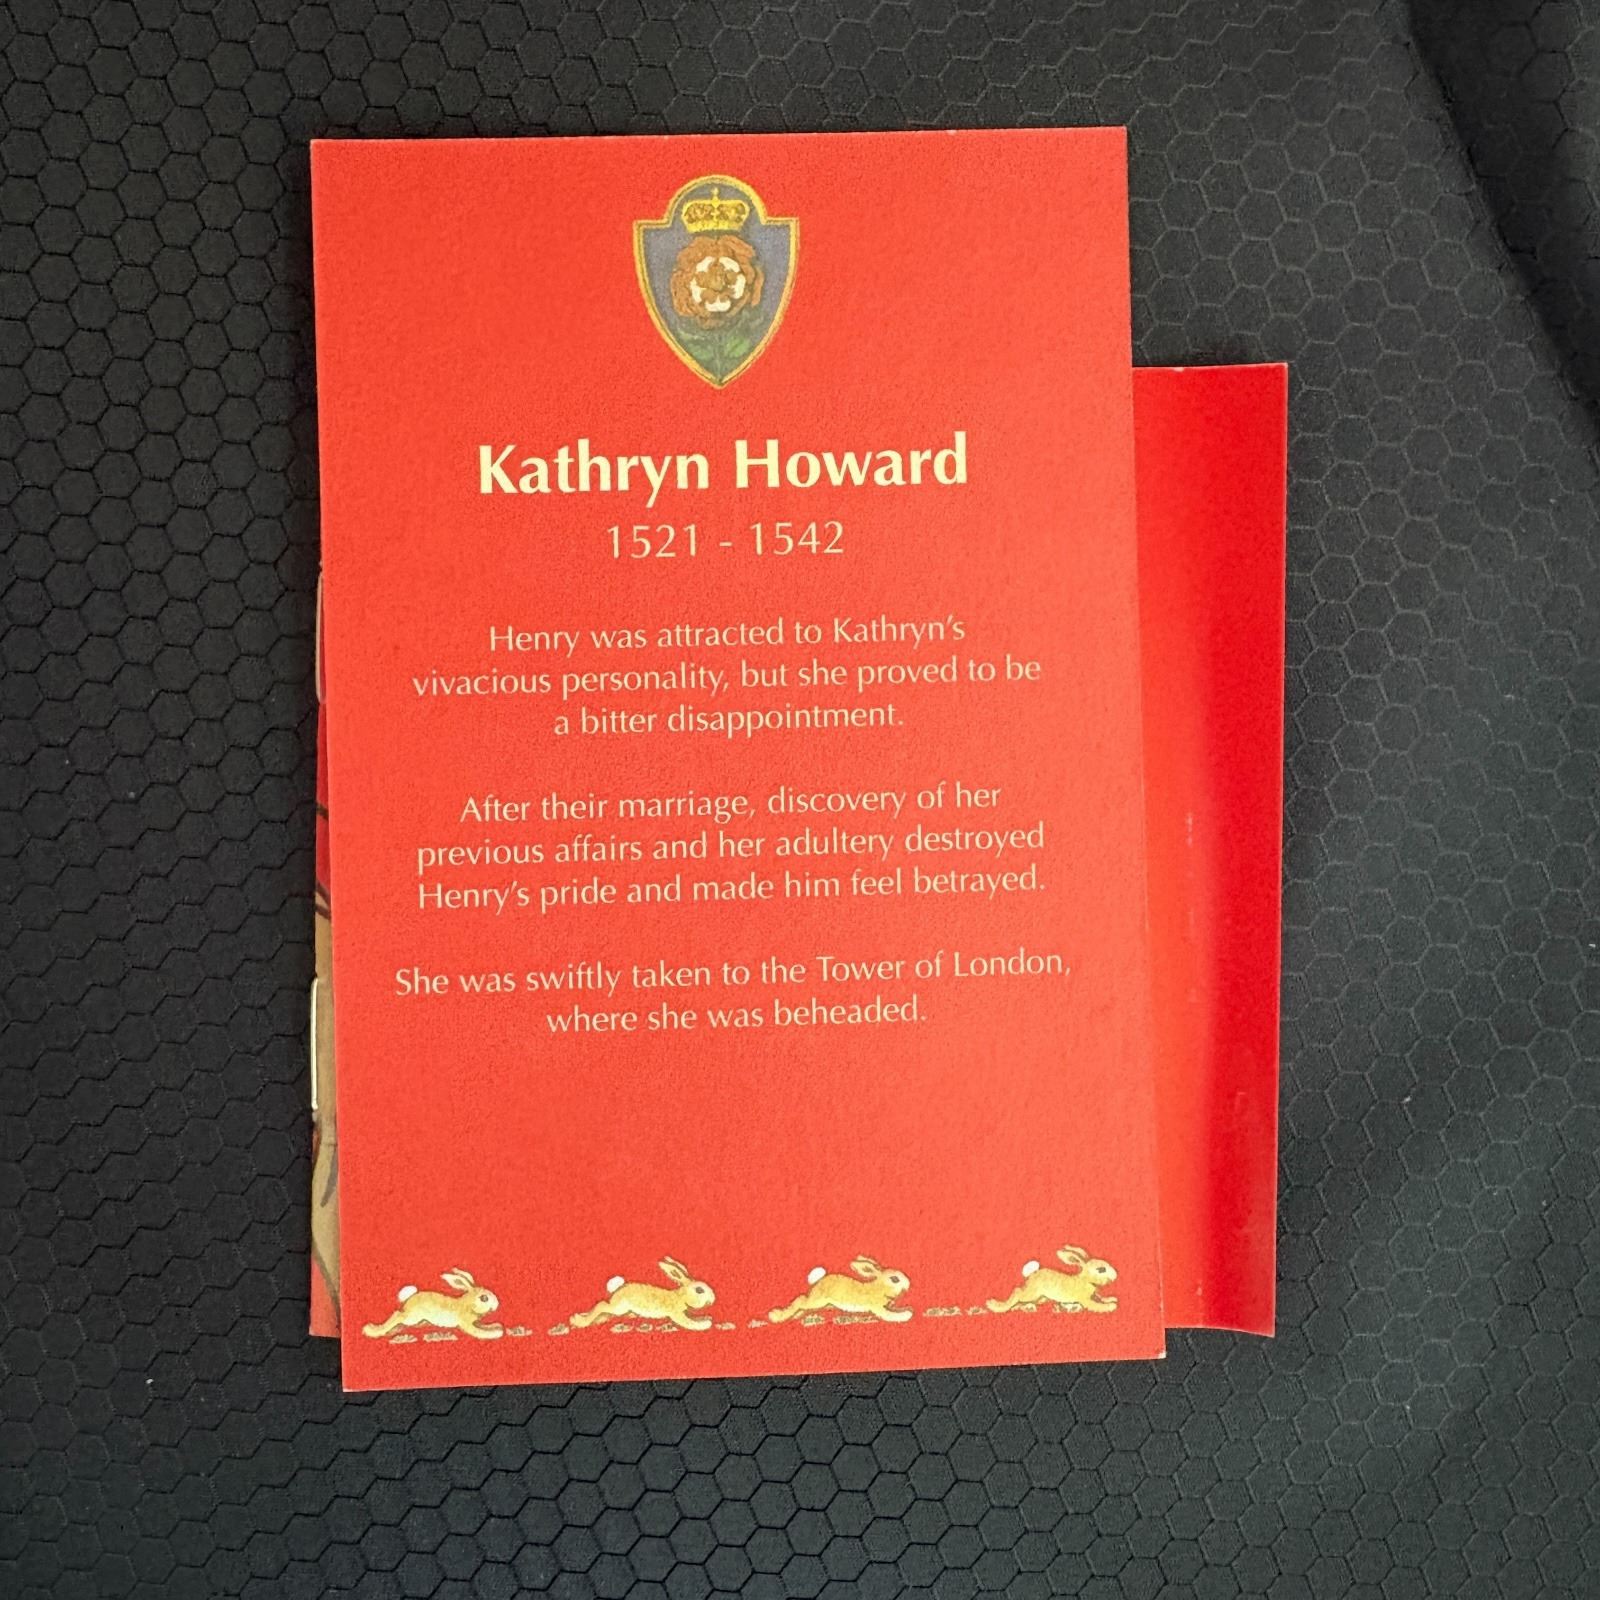 Kathryn Howard
1521 - 1542
Henry was attracted to Kathryn's
vivacious personality, but she proved to be
a bitter disappointment.
After their marriage, discovery of her
previous affairs and her adultery destroyed
Henry's pride and made him feel betrayed.
She was swiftly taken to the Tower of London,
where she was beheaded.